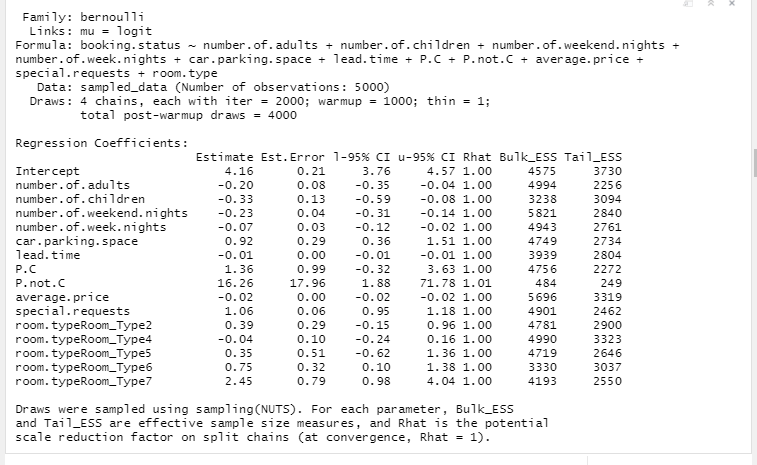 Family: bernoulli
Links: mu = logit
Formula: booking.status ~ number.of.adults + number.of.children + number.of.weekend.nights +
number.of.week.nights + car.parking.space + lead.time + P.C + P.not.C + average.price +
special.requests + room.type
Data: sampled_data (Number of observations: 5000)
Draws: 4 chains, each with iter = 2000; warmup = 1000; thin = 1;
total post-warmup draws = 4000
Regression Coefficients:
Estimate Est.Error l-95% CI u-95% CI Rhat Bulk_ESS Tail_ESS
Intercept 4.16 0.21 3.76 4.57 1.00 4575 3730
number.of.adults -0.20 0.08 -0.35 -0.04 1.00 4994 2256
number.of.children -0.33 0.13 -0.59 -0.08 1.00 3238 3094
number.of.weekend.nights -0.23 0.04 -0.31 -0.14 1.00 5821 2840
number.of.week.nights -0.07 0.03 -0.12 -0.02 1.00 4943 2761
car.parking.space 0.92 0.29 0.36 1.51 1.00 4749 2734
lead.time -0.01 0.00 -0.01 -0.01 1.00 3939 2804
P.C 1.36 0.99 -0.32 3.63 1.00 4756 2272
P.not.C 16.26 17.96 1.88 71.78 1.01 484 249
average.price -0.02 0.00 -0.02 -0.02 1.00 5696 3319
special.requests 1.06 0.06 0.95 1.18 1.00 4901 2462
room.typeRoom_Type2 0.39 0.29 -0.15 0.96 1.00 4781 2900
room.typeRoom_Type4 -0.04 0.10 -0.24 0.16 1.00 4990 3323
room.typeRoom_Type5 0.35 0.51 -0.62 1.36 1.00 4719 2646
room.typeRoom_Type6 0.75 0.32 0.10 1.38 1.00 3330 3037
room.typeRoom_Type7 2.45 0.79 0.98 4.04 1.00 4193 2550
Draws were sampled using sampling(NUTS). For each parameter, Bulk_ESS
and Tail_ESS are effective sample size measures, and Rhat is the potential
scale reduction factor on split chains (at convergence, Rhat = 1).